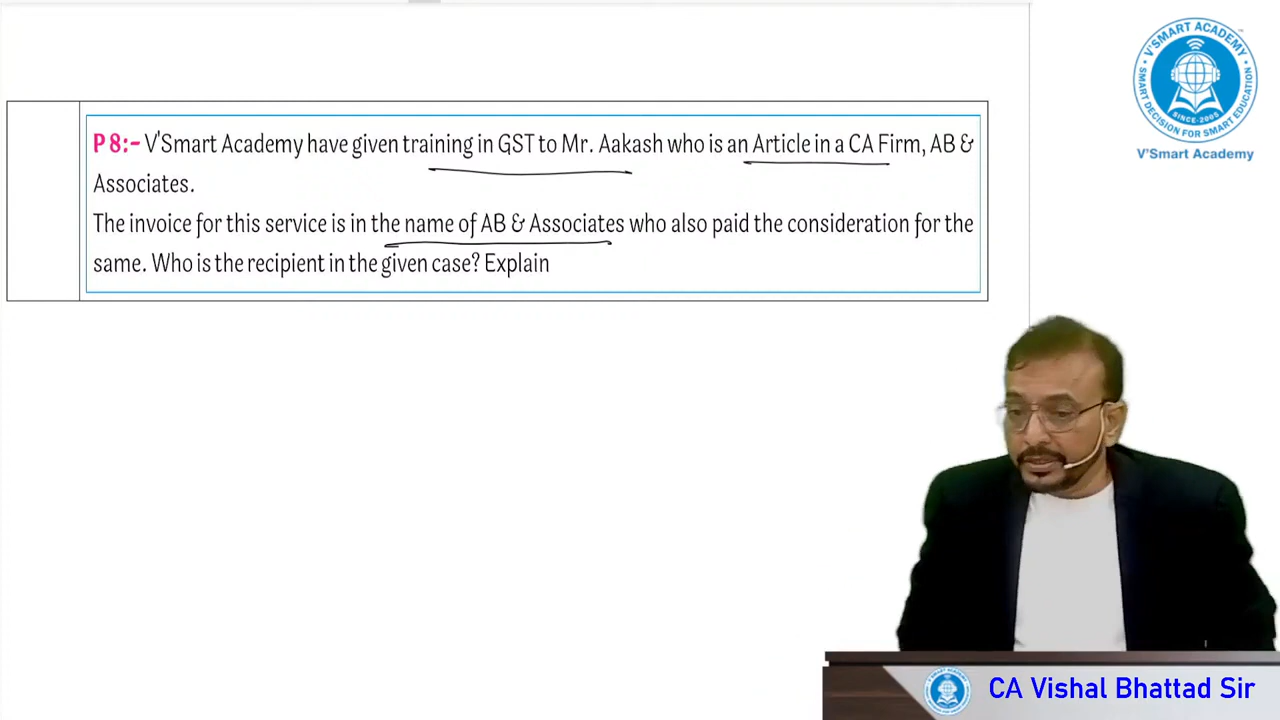 V'SMART ACADEMY
SINCE-2005
SMART DECISION FOR SMART EDUCATION
V'Smart Academy
P 8:- V'Smart Academy have given training in GST to Mr. Aakash who is an Article in a CA Firm, AB &
Associates.
The invoice for this service is in the name of AB & Associates who also paid the consideration for the
same. Who is the recipient in the given case? Explain
CA Vishal Bhattad Sir